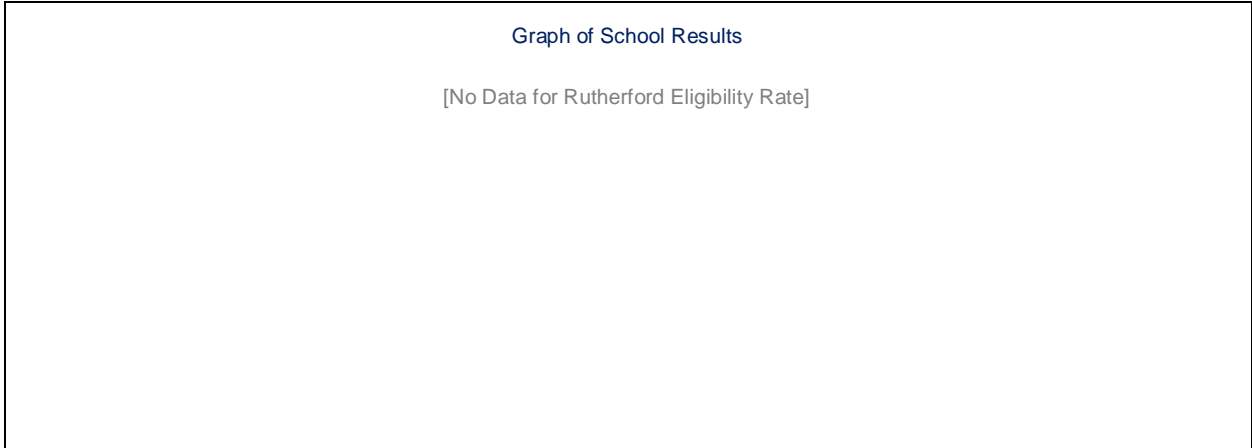 Graph of School Results
[No Data for Rutherford Eligibility Rate]